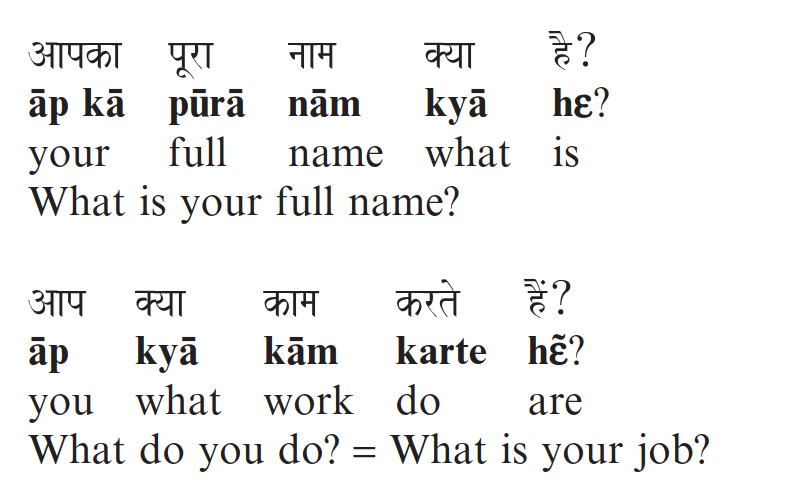 आपका पूरा नाम क्या है?
āp kā pūrā nām kyā hɛ?
your full name what is
What is your full name?
आप क्या काम करते हैं?
āp kyā kām karte hɛ̃?
you what work do are
What do you do? = What is your job?